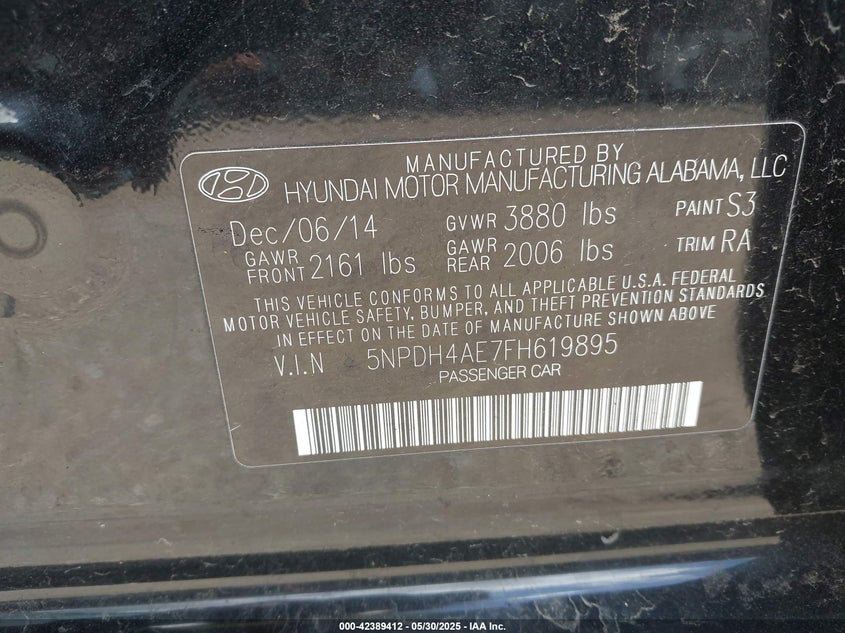 MANUFACTURED BY
HYUNDAI MOTOR MANUFACTURING ALABAMA, LLC
Dec/06/14 GVWR 3880 lbs PAINT S3
GAWR FRONT 2161 lbs GAWR REAR 2006 lbs TRIM RA
THIS VEHICLE CONFORMS TO ALL APPLICABLE U.S.A. FEDERAL
MOTOR VEHICLE SAFETY, BUMPER, AND THEFT PREVENTION STANDARDS
IN EFFECT ON THE DATE OF MANUFACTURE SHOWN ABOVE
V.I.N 5NPDH4AE7FH619895
PASSENGER CAR
000-42389412 - 05/30/2025 - IAA Inc.